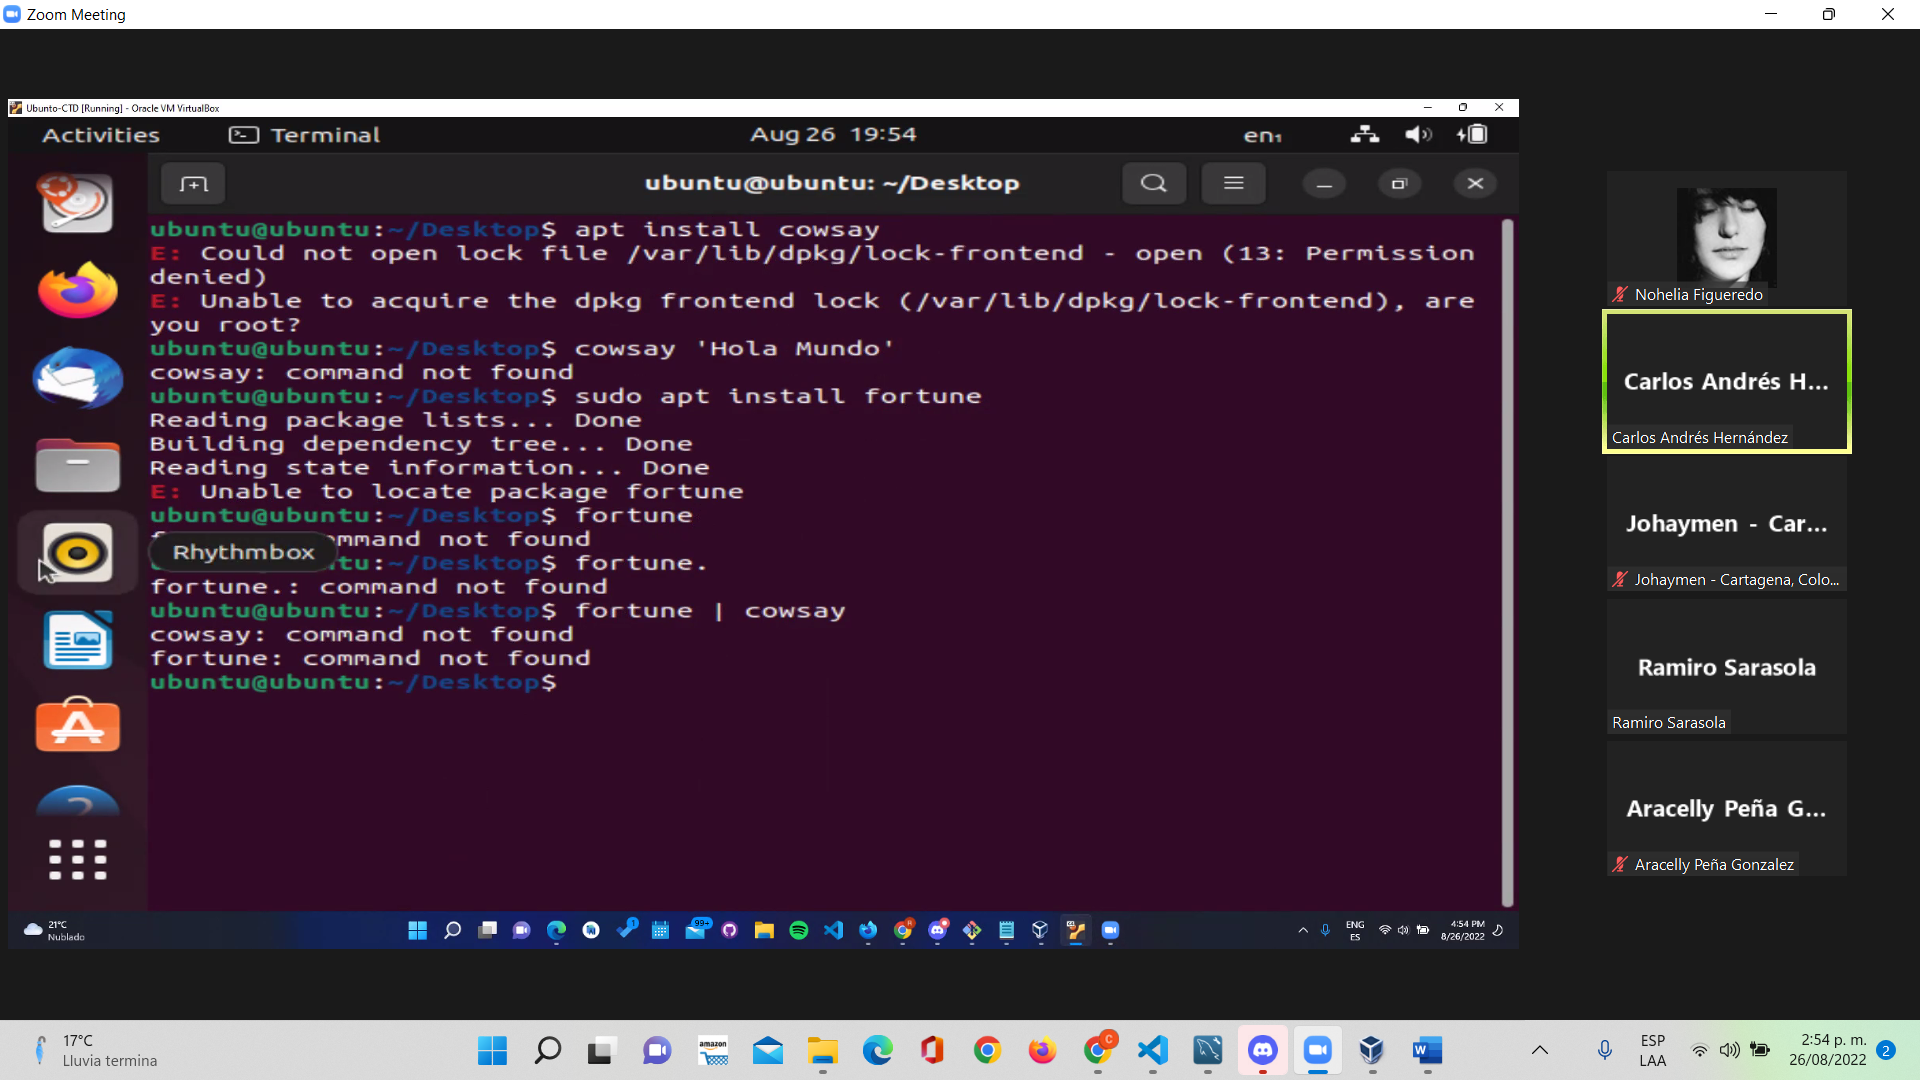 Zoom Meeting
Ubunto-CTD [Running] - Oracle VM VirtualBox
Activities
Terminal
Aug 26 19:54
en₁
ubuntu@ubuntu: ~/Desktop
ubuntu@ubuntu:~/Desktop$ apt install cowsay
E: Could not open lock file /var/lib/dpkg/lock-frontend - open (13: Permission
denied)
E: Unable to acquire the dpkg frontend lock (/var/lib/dpkg/lock-frontend), are
you root?
ubuntu@ubuntu:~/Desktop$ cowsay 'Hola Mundo'
cowsay: command not found
ubuntu@ubuntu:~/Desktop$ sudo apt install fortune
Reading package lists... Done
Building dependency tree... Done
Reading state information... Done
E: Unable to locate package fortune
ubuntu@ubuntu:~/Desktop$ fortune
mmand not found
Rhythmbox
top$ fortune.
fortune.: command not found
ubuntu@ubuntu:~/Desktop$ fortune | cowsay
cowsay: command not found
fortune: command not found
ubuntu@ubuntu:~/Desktop$
Nohelia Figueredo
Carlos Andrés H...
Carlos Andrés Hernández
Johaymen - Car...
Johaymen - Cartagena, Colo...
Ramiro Sarasola
Ramiro Sarasola
Aracelly Peña G...
Aracelly Peña Gonzalez
21°C
Nublado
1
99+
ENG
ES
4:54 PM
8/26/2022
17°C
Lluvia termina
amazon
C
ESP
LAA
2:54 p. m.
26/08/2022
2